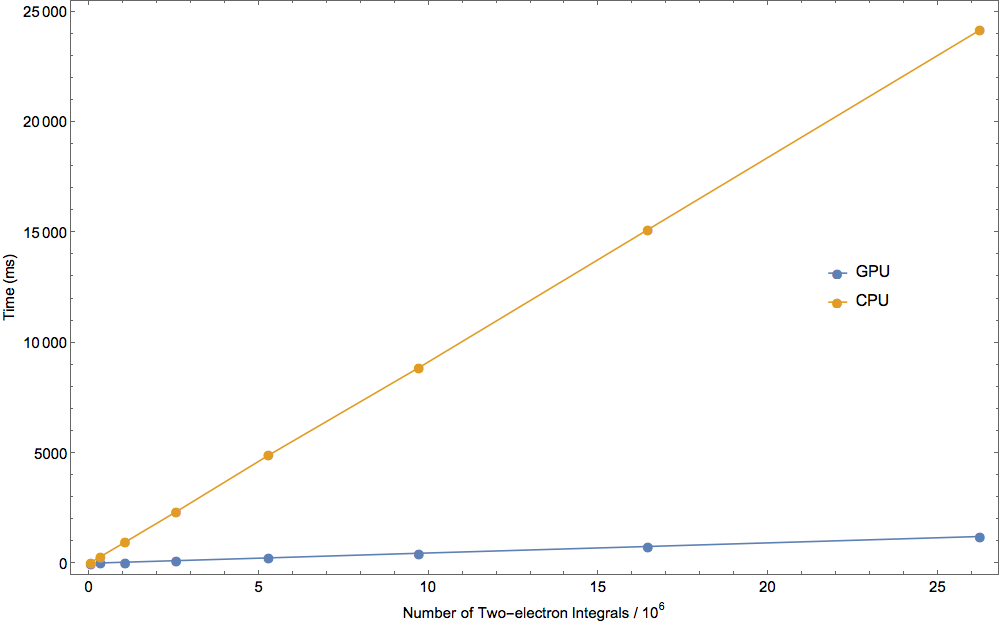 25 000
20 000
15 000
10 000
5000
0
Time (ms)
GPU
CPU
0 5 10 15 20 25
Number of Two–electron Integrals / 10⁶